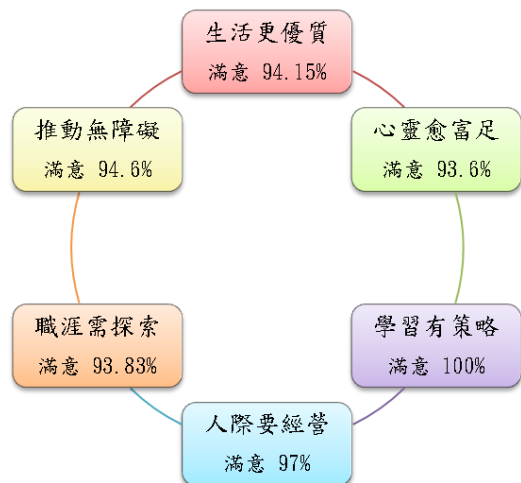 生活更優質
滿意 94.15%
心靈愈富足
滿意 93.6%
學習有策略
滿意 100%
人際要經營
滿意 97%
職涯需探索
滿意 93.83%
推動無障礙
滿意 94.6%